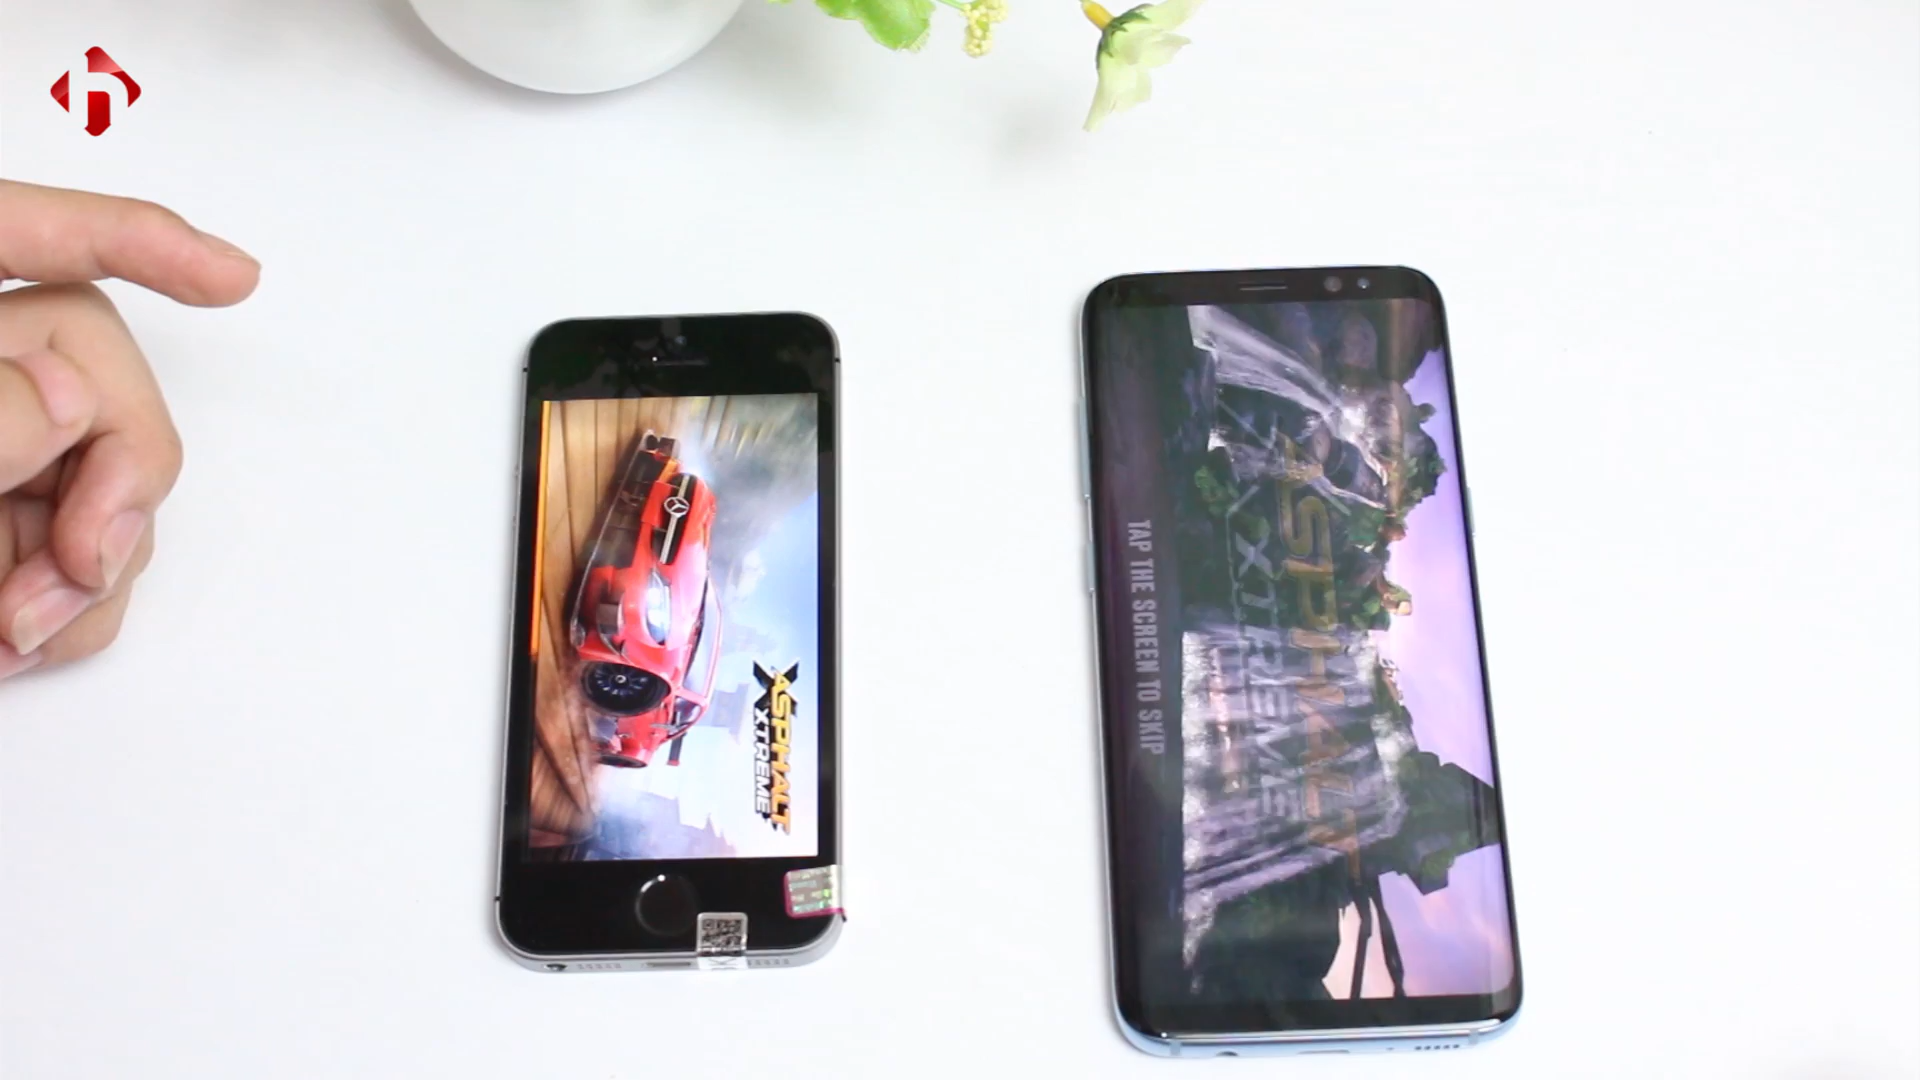 ASPHALT
XTREME
TAP THE SCREEN TO SKIP
ASPHALT
XTREME